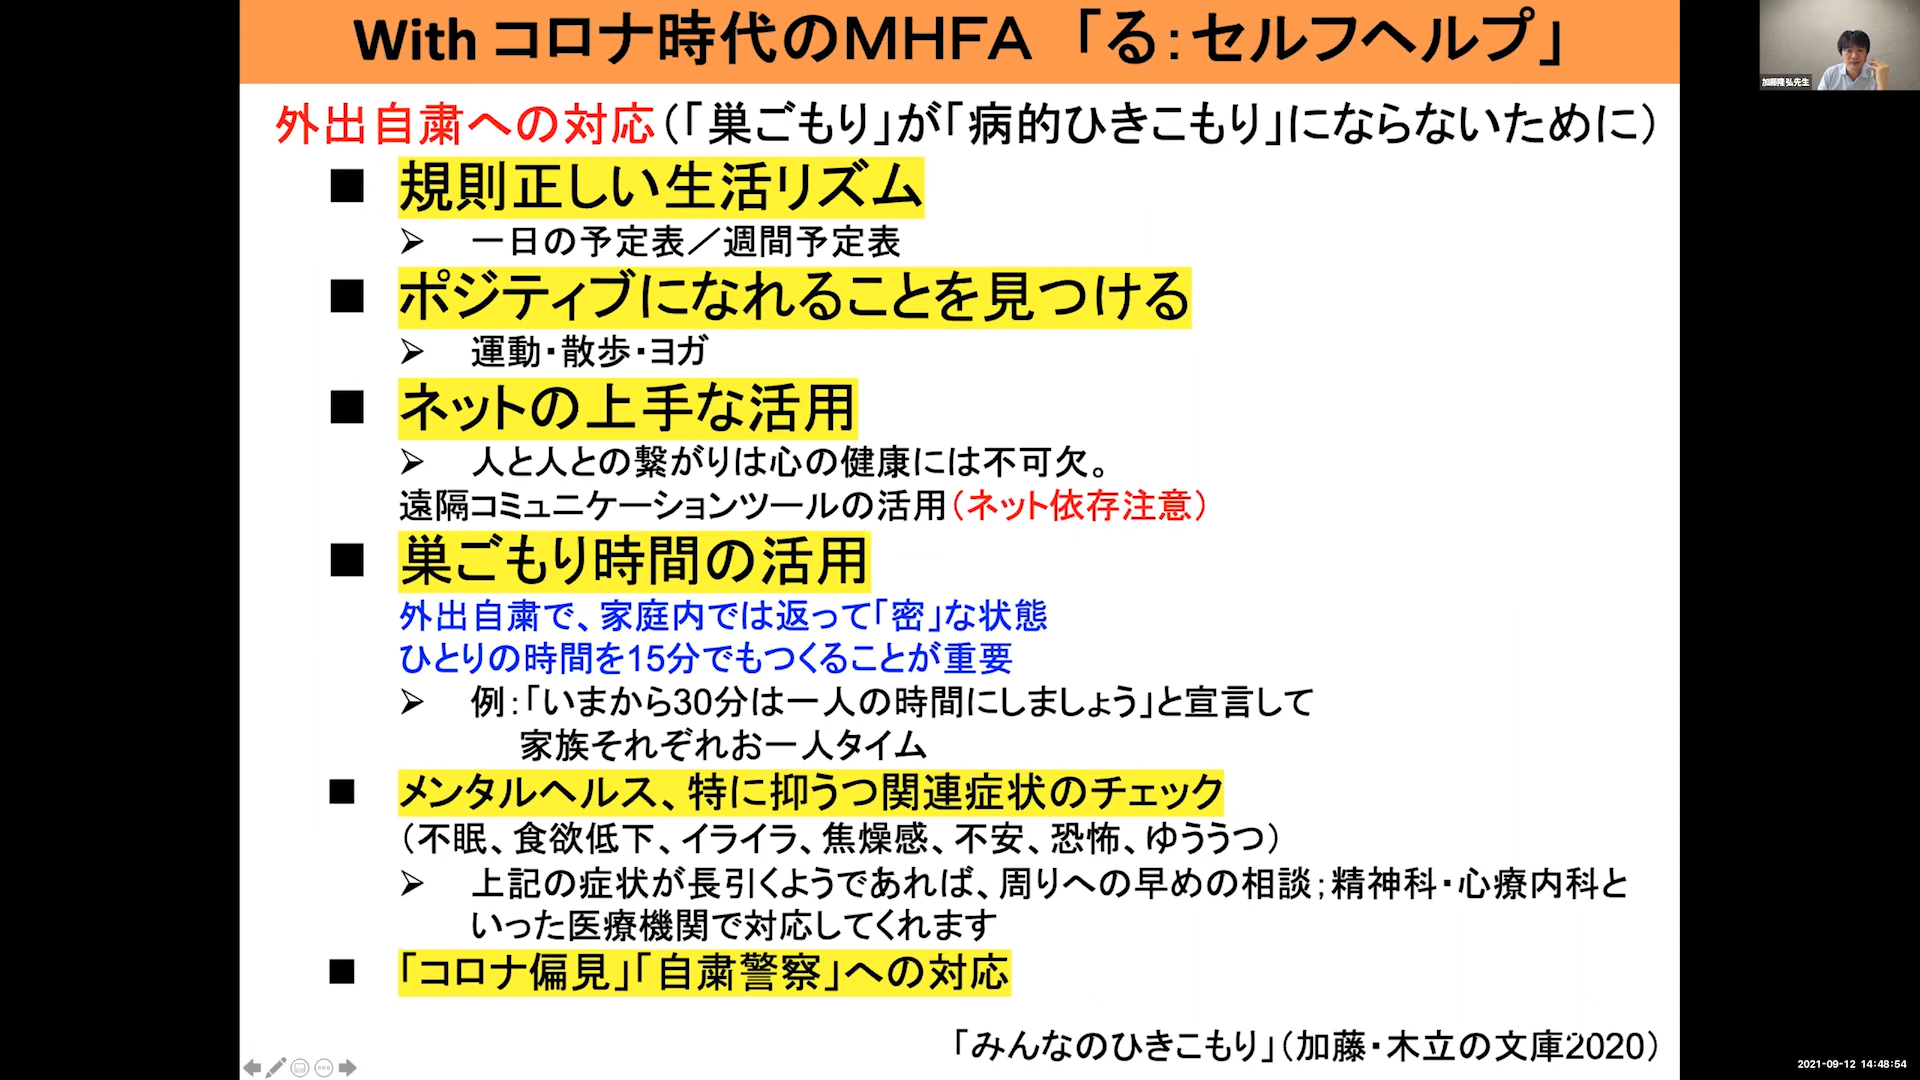 With コロナ時代のＭＨＦＡ 「る：セルフヘルプ」
外出自粛への対応（「巣ごもり」が「病的ひきこもり」にならないために）
■ 規則正しい生活リズム
➢ 一日の予定表／週間予定表
■ ポジティブになれることを見つける
➢ 運動・散歩・ヨガ
■ ネットの上手な活用
➢ 人と人との繋がりは心の健康には不可欠。
遠隔コミュニケーションツールの活用（ネット依存注意）
■ 巣ごもり時間の活用
外出自粛で、家庭内では返って「密」な状態
ひとりの時間を15分でもつくることが重要
➢ 例：「いまから30分は一人の時間にしましょう」と宣言して
家族それぞれお一人タイム
■ メンタルヘルス、特に抑うつ関連症状のチェック
（不眠、食欲低下、イライラ、焦燥感、不安、恐怖、ゆううつ）
➢ 上記の症状が長引くようであれば、周りへの早めの相談；精神科・心療内科と
いった医療機関で対応してくれます
■ 「コロナ偏見」「自粛警察」への対応
「みんなのひきこもり」（加藤・木立の文庫2020）
加藤隆弘先生
2021-09-12 14:48:54